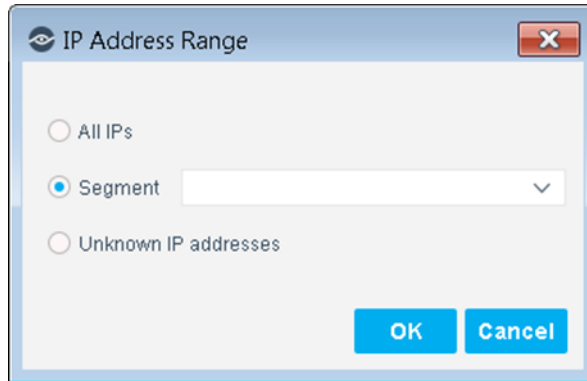 IP Address Range
All IPs
Segment
Unknown IP addresses
OK Cancel